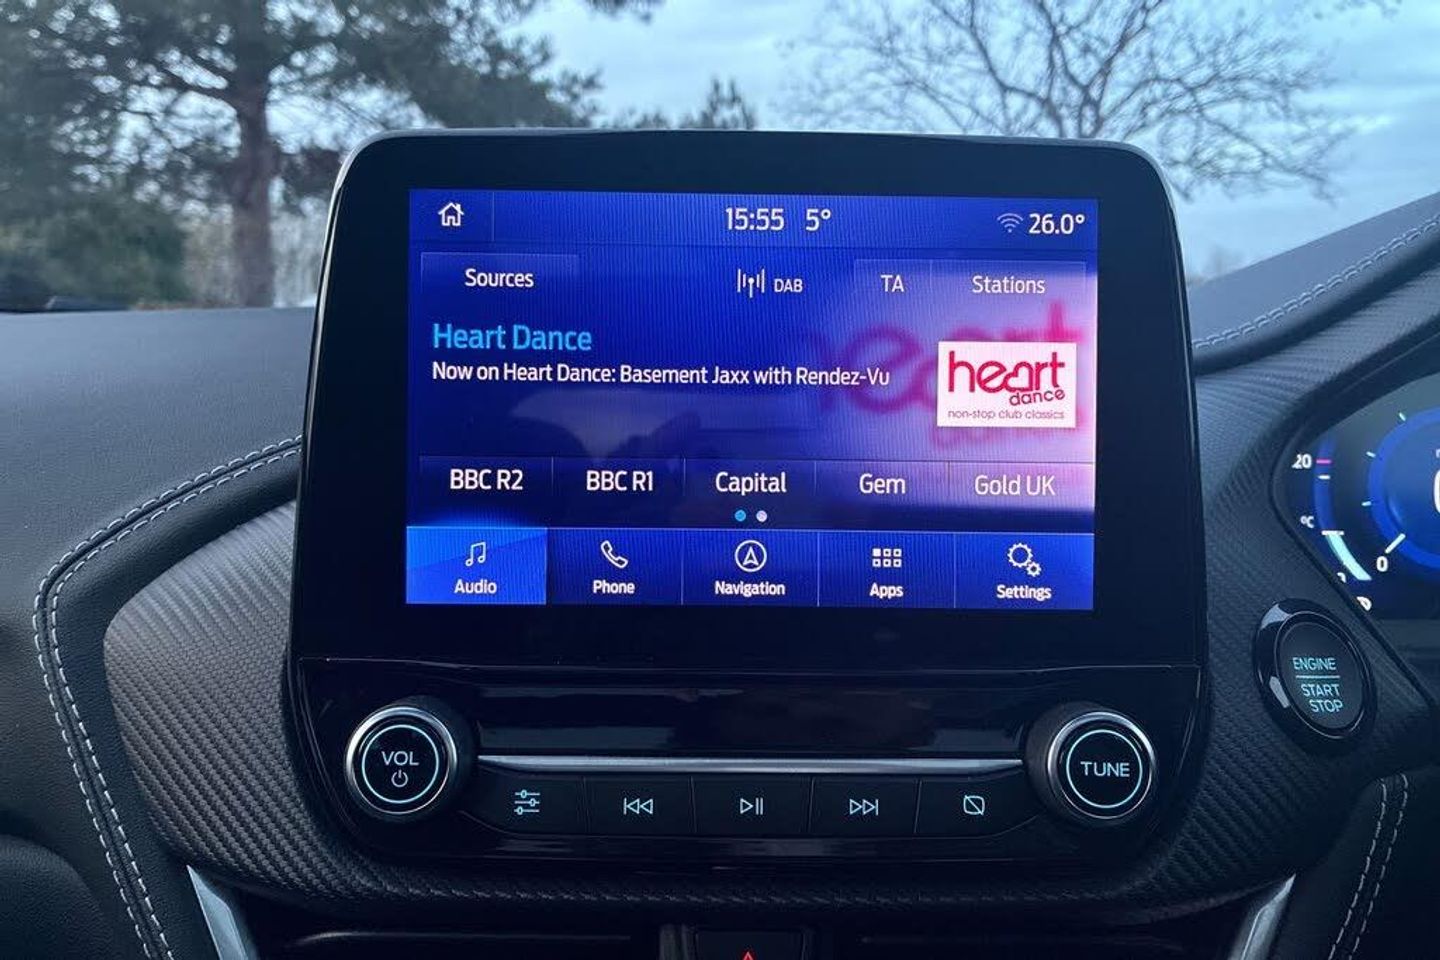 15:55 5° 26.0°
Sources DAB TA Stations
Heart Dance
Now on Heart Dance: Basement Jaxx with Rendez-Vu
heart
dance
non-stop club classics
BBC R2 BBC R1 Capital Gem Gold UK
Audio Phone Navigation Apps Settings
20
°C
0
ENGINE
START
STOP
VOL
TUNE